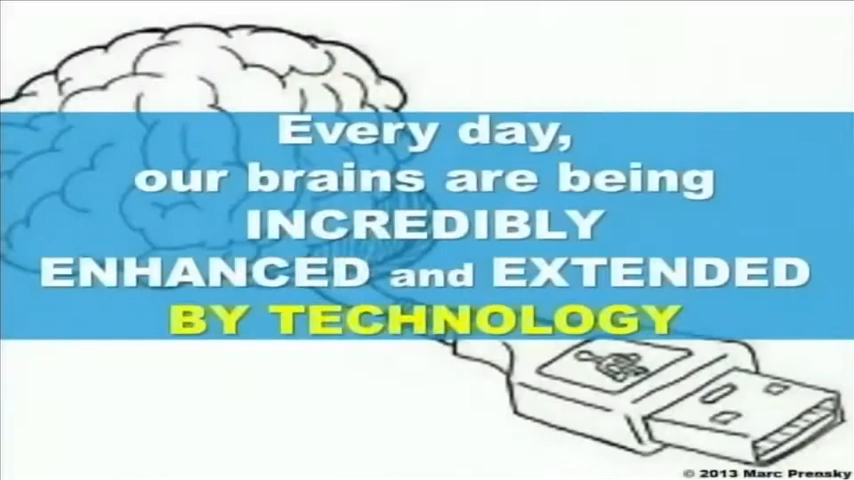 Every day,
our brains are being
INCREDIBLY
ENHANCED and EXTENDED
BY TECHNOLOGY
© 2013 Marc Prensky